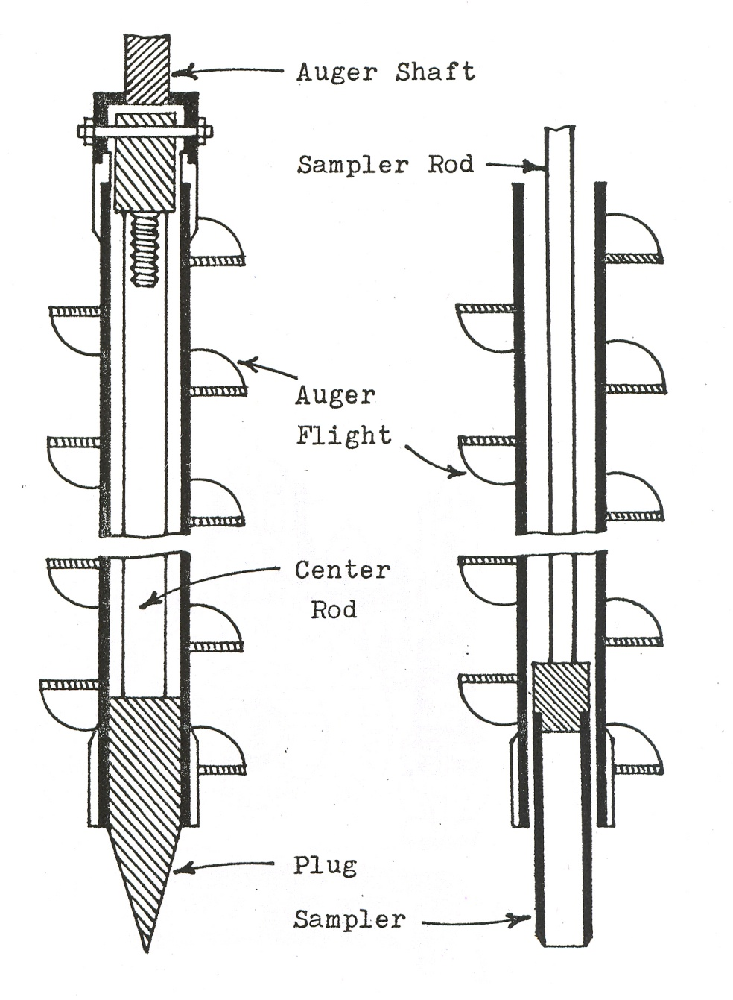 Auger Shaft
Sampler Rod
Auger
Flight
Center
Rod
Plug
Sampler